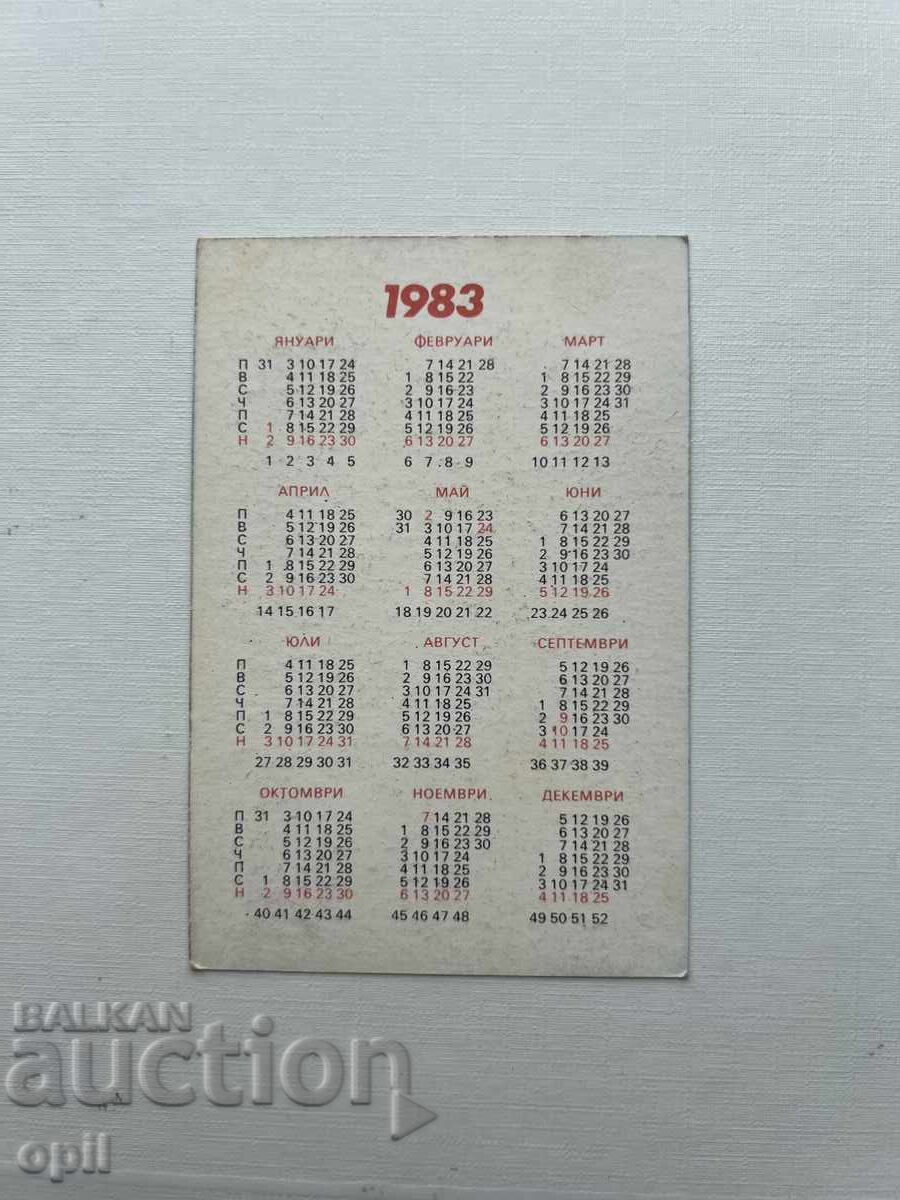 1983
ЯНУАРИ ФЕВРУАРИ МАРТ
П 31 3 10 17 24 7 14 21 28 7 14 21 28
В 4 11 18 25 1 8 15 22 1 8 15 22 29
С 5 12 19 26 2 9 16 23 2 9 16 23 30
Ч 6 13 20 27 3 10 17 24 3 10 17 24 31
П 7 14 21 28 4 11 18 25 4 11 18 25
С 1 8 15 22 29 5 12 19 26 5 12 19 26
Н 2 9 16 23 30 6 13 20 27 6 13 20 27
1 2 3 4 5 6 7 8 9 10 11 12 13
АПРИЛ МАЙ ЮНИ
П 4 11 18 25 30 2 9 16 23 6 13 20 27
В 5 12 19 26 31 3 10 17 24 7 14 21 28
С 6 13 20 27 4 11 18 25 1 8 15 22 29
Ч 7 14 21 28 5 12 19 26 2 9 16 23 30
П 1 8 15 22 29 6 13 20 27 3 10 17 24
С 2 9 16 23 30 7 14 21 28 4 11 18 25
Н 3 10 17 24 1 8 15 22 29 5 12 19 26
14 15 16 17 18 19 20 21 22 23 24 25 26
ЮЛИ АВГУСТ СЕПТЕМВРИ
П 4 11 18 25 1 8 15 22 29 5 12 19 26
В 5 12 19 26 2 9 16 23 30 6 13 20 27
С 6 13 20 27 3 10 17 24 31 7 14 21 28
Ч 7 14 21 28 4 11 18 25 1 8 15 22 29
П 1 8 15 22 29 5 12 19 26 2 9 16 23 30
С 2 9 16 23 30 6 13 20 27 3 10 17 24
Н 3 10 17 24 31 7 14 21 28 4 11 18 25
27 28 29 30 31 32 33 34 35 36 37 38 39
ОКТОМВРИ НОЕМВРИ ДЕКЕМВРИ
П 31 3 10 17 24 7 14 21 28 5 12 19 26
В 4 11 18 25 1 8 15 22 29 6 13 20 27
С 5 12 19 26 2 9 16 23 30 7 14 21 28
Ч 6 13 20 27 3 10 17 24 1 8 15 22 29
П 7 14 21 28 4 11 18 25 2 9 16 23 30
С 1 8 15 22 29 5 12 19 26 3 10 17 24 31
Н 2 9 16 23 30 6 13 20 27 4 11 18 25
40 41 42 43 44 45 46 47 48 49 50 51 52
BALKAN
auction
opil